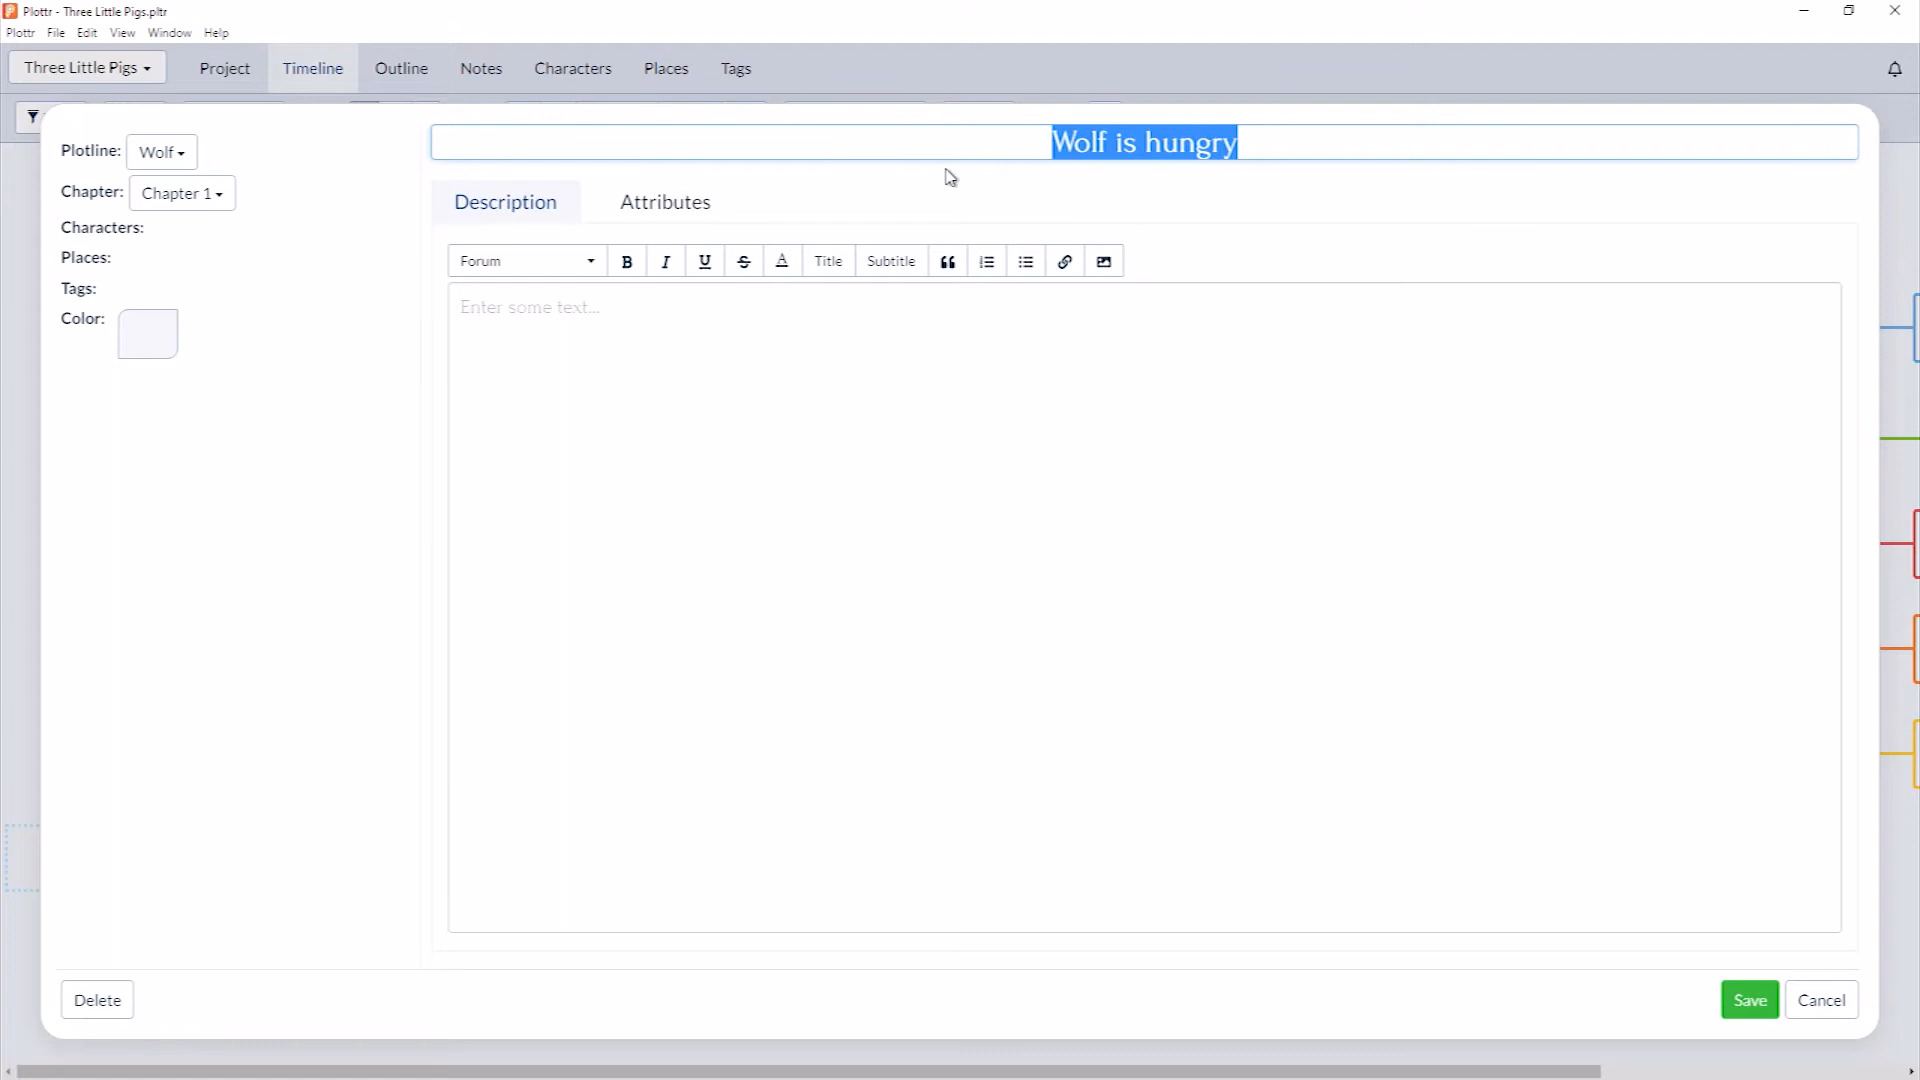 Plottr - Three Little Pigs.pltr
Plottr File Edit View Window Help
Three Little Pigs Project Timeline Outline Notes Characters Places Tags
Plotline: Wolf
Wolf is hungry
Chapter: Chapter 1
Description Attributes
Characters:
Places:
Forum B I U S A Title Subtitle
Tags:
Enter some text...
Color:
Delete Save Cancel